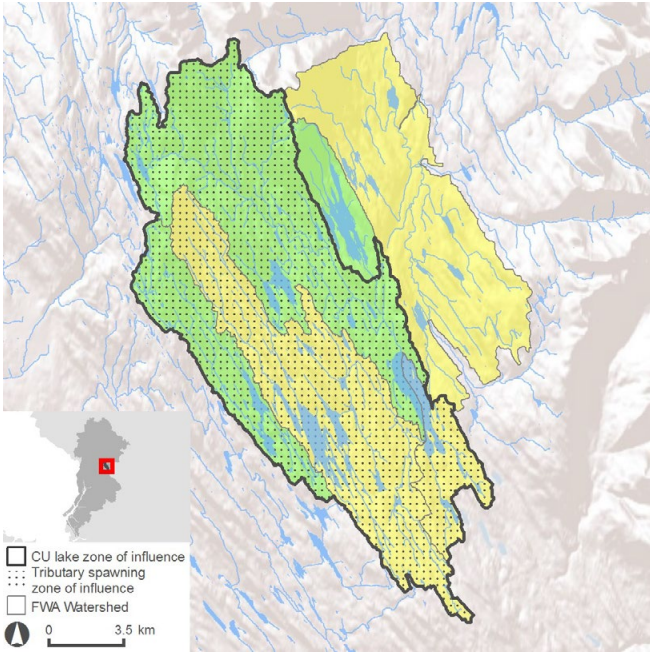 CU lake zone of influence
Tributary spawning
zone of influence
FWA Watershed
0 3.5 km